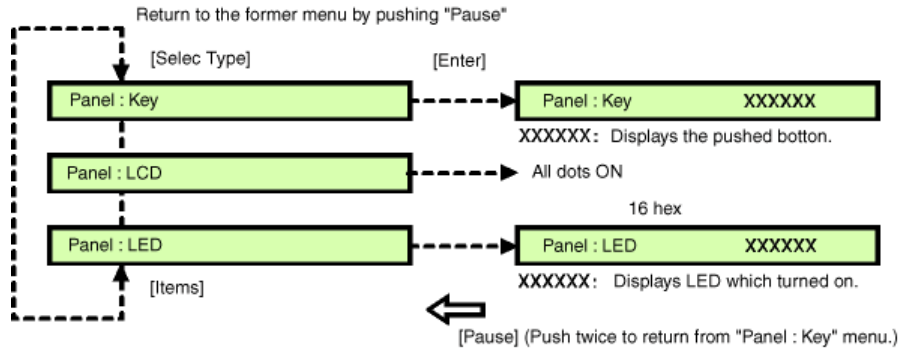 Return to the former menu by pushing "Pause"
[Selec Type]
[Enter]
Panel : Key
Panel : Key XXXXXX
XXXXXX: Displays the pushed botton.
Panel : LCD
All dots ON
16 hex
Panel : LED
Panel : LED XXXXXX
XXXXXX: Displays LED which turned on.
[Items]
[Pause] (Push twice to return from "Panel : Key" menu.)